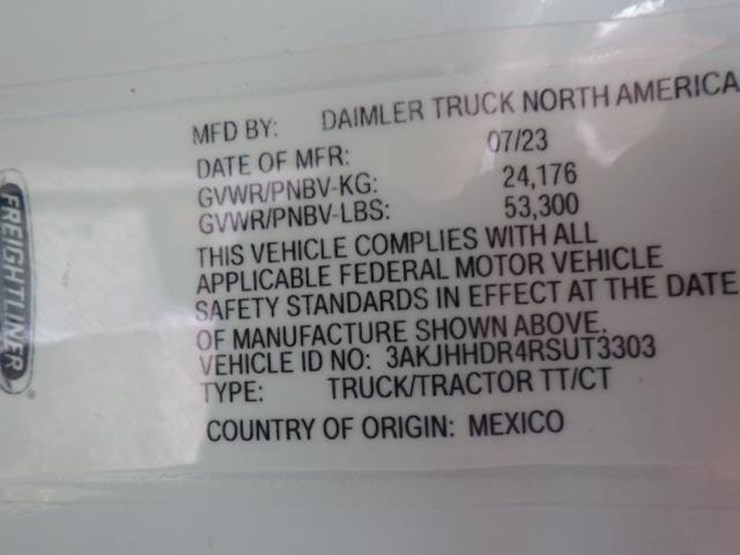 FREIGHTLINER
MFD BY: DAIMLER TRUCK NORTH AMERICA
DATE OF MFR: 07/23
GVWR/PNBV-KG: 24,176
GVWR/PNBV-LBS: 53,300
THIS VEHICLE COMPLIES WITH ALL
APPLICABLE FEDERAL MOTOR VEHICLE
SAFETY STANDARDS IN EFFECT AT THE DATE
OF MANUFACTURE SHOWN ABOVE.
VEHICLE ID NO: 3AKJHHDR4RSUT3303
TYPE: TRUCK/TRACTOR TT/CT
COUNTRY OF ORIGIN: MEXICO